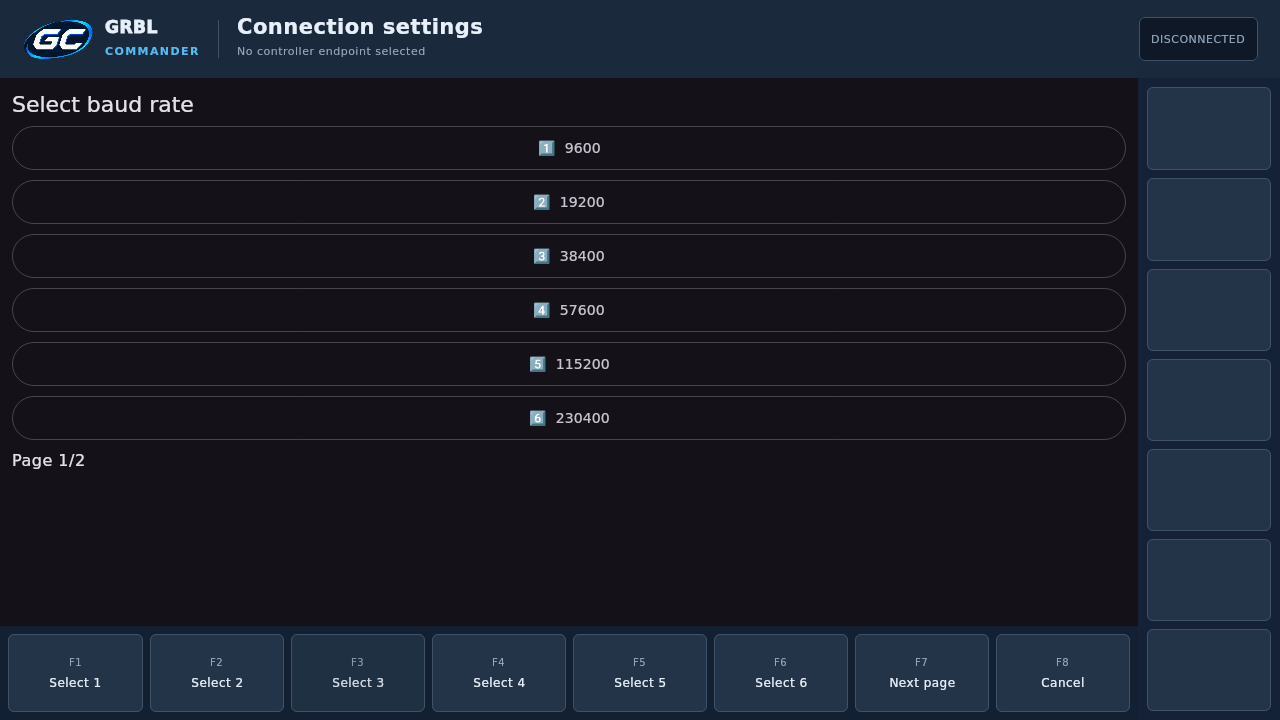 GC
GRBL
COMMANDER
Connection settings
No controller endpoint selected
DISCONNECTED
Select baud rate
1 9600
2 19200
3 38400
4 57600
5 115200
6 230400
Page 1/2
F1
Select 1
F2
Select 2
F3
Select 3
F4
Select 4
F5
Select 5
F6
Select 6
F7
Next page
F8
Cancel